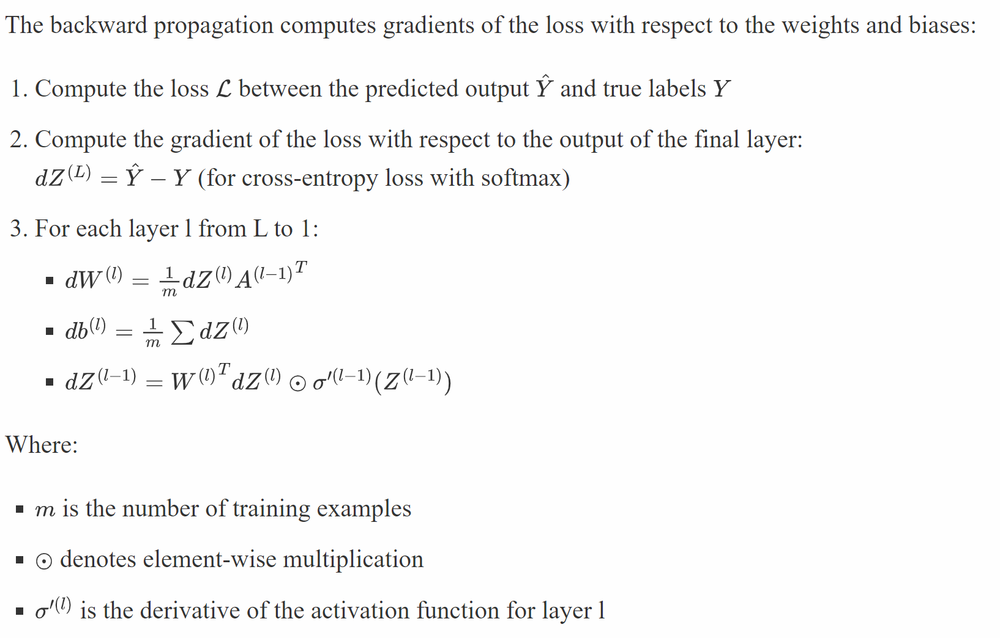 The backward propagation computes gradients of the loss with respect to the weights and biases:
1. Compute the loss $\mathcal{L}$ between the predicted output $\hat{Y}$ and true labels $Y$
2. Compute the gradient of the loss with respect to the output of the final layer:
$dZ^{(L)} = \hat{Y} - Y$ (for cross-entropy loss with softmax)
3. For each layer l from L to 1:
▪ $dW^{(l)} = \frac{1}{m} dZ^{(l)} {A^{(l-1)}}^T$
▪ $db^{(l)} = \frac{1}{m} \sum dZ^{(l)}$
▪ $dZ^{(l-1)} = {W^{(l)}}^T dZ^{(l)} \odot \sigma'^{(l-1)}(Z^{(l-1)})$
Where:
▪ $m$ is the number of training examples
▪ $\odot$ denotes element-wise multiplication
▪ $\sigma'^{(l)}$ is the derivative of the activation function for layer l